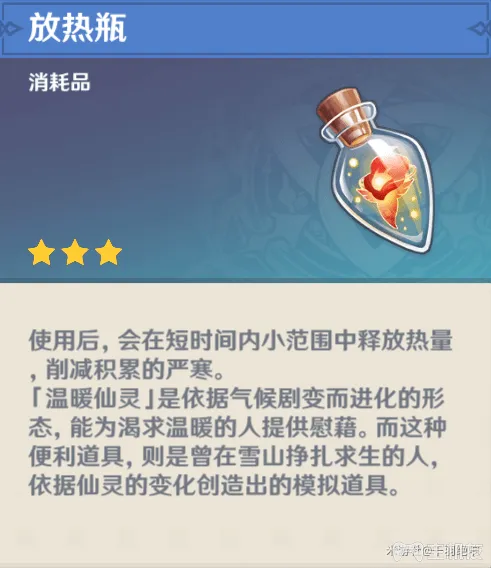 放热瓶
消耗品
使用后，会在短时间内小范围中释放热量
，削减积累的严寒。
「温暖仙灵」是依据气候剧变而进化的形
态，能为渴求温暖的人提供慰藉。而这种
便利道具，则是曾在雪山挣扎求生的人，
依据仙灵的变化创造出的模拟道具。